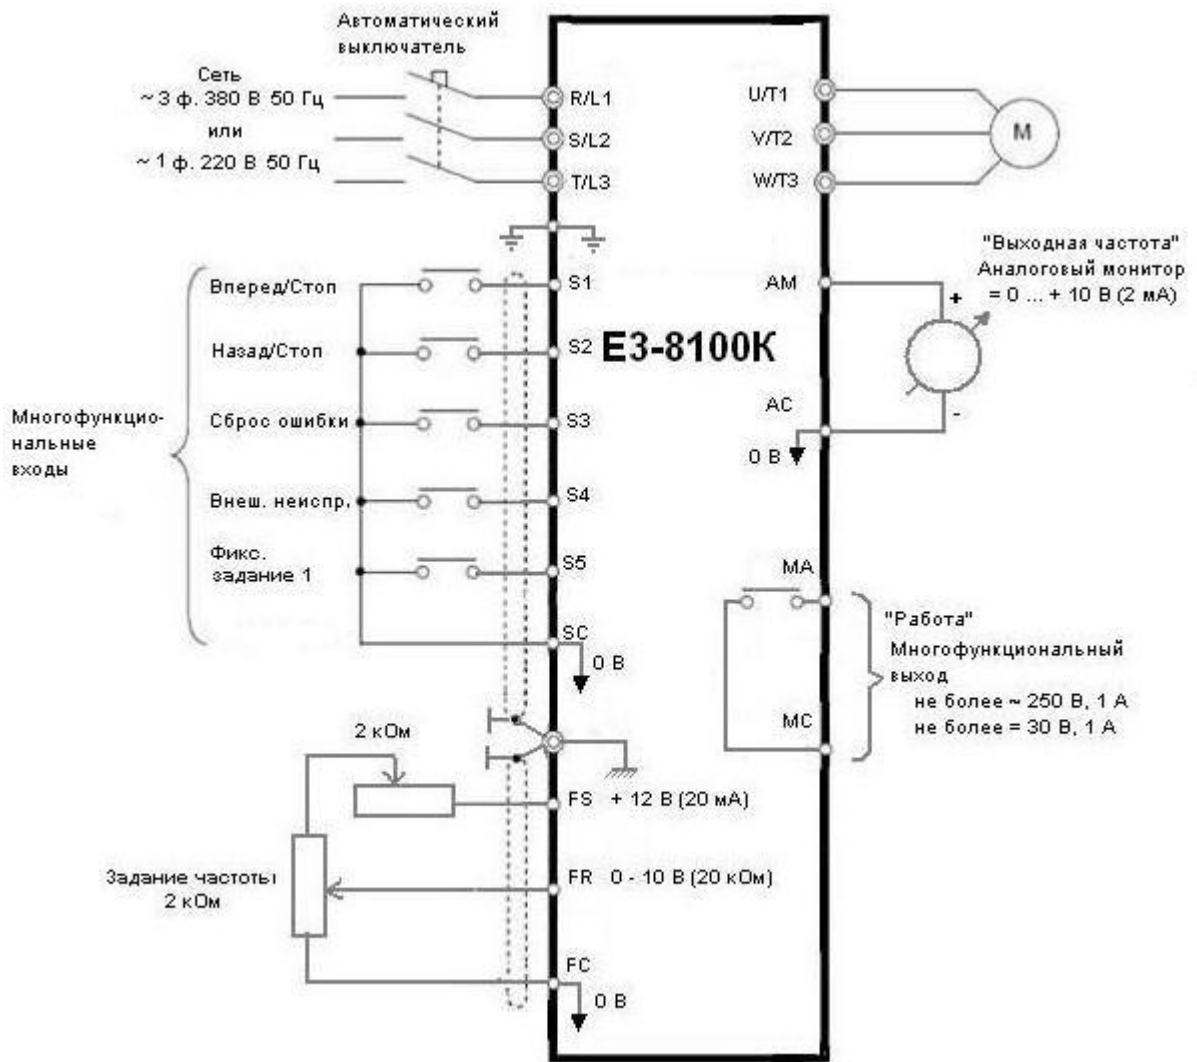 Автоматический
выключатель
Сеть
~ 3 ф. 380 В 50 Гц
или
~ 1 ф. 220 В 50 Гц
R/L1
S/L2
T/L3
U/T1
V/T2
W/T3
M
"Выходная частота"
Аналоговый монитор
= 0 ... + 10 В (2 мА)
AM
+
-
AC
0 В
E3-8100K
Многофункцио-
нальные
входы
Вперед/Стоп
S1
Назад/Стоп
S2
Сброс ошибки
S3
Внеш. неиспр.
S4
Фикс.
задание 1
S5
SC
0 В
MA
MC
"Работа"
Многофункциональный
выход
не более ~ 250 В, 1 А
не более = 30 В, 1 А
2 кОм
FS + 12 В (20 мА)
Задание частоты
2 кОм
FR 0 - 10 В (20 кОм)
FC
0 В